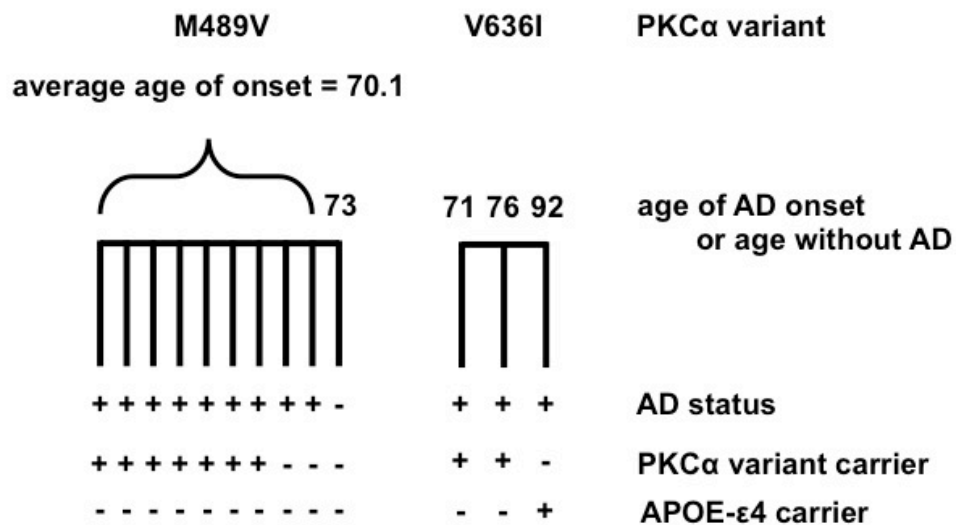 M489V V636I PKCα variant
average age of onset = 70.1
73 71 76 92 age of AD onset
or age without AD
+ + + + + + + + + - + + + AD status
+ + + + + + + - - - + + - PKCα variant carrier
- - - - - - - - - - - - + APOE-ε4 carrier